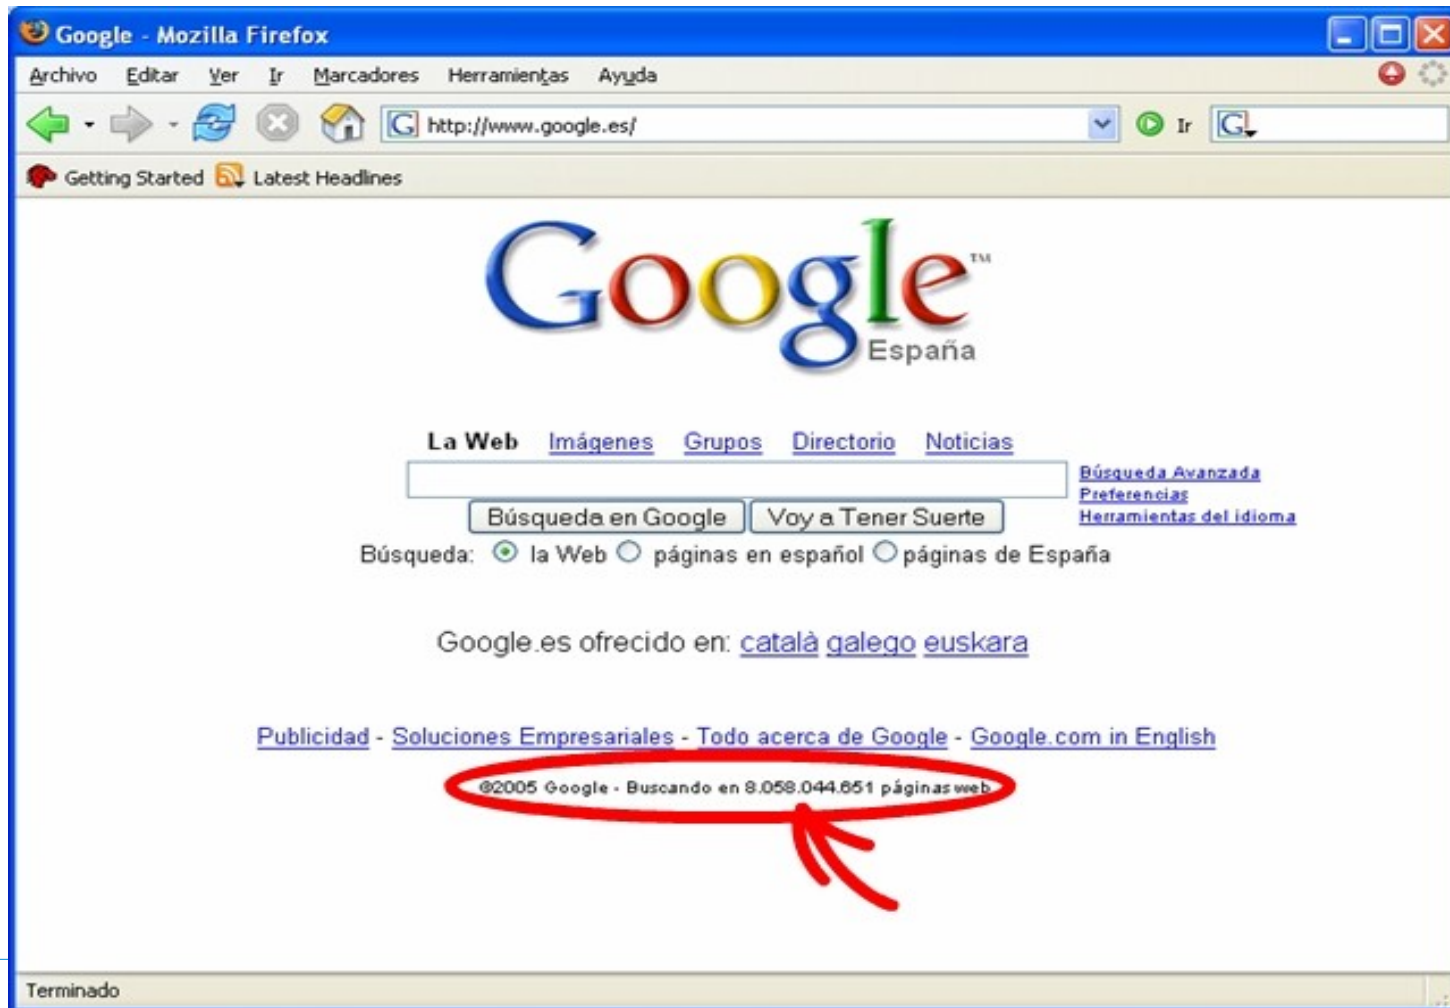 Google - Mozilla Firefox
Archivo Editar Ver Ir Marcadores Herramientas Ayuda
http://www.google.es/ Ir
Getting Started Latest Headlines
Google™
España
La Web Imágenes Grupos Directorio Noticias
Búsqueda Avanzada
Preferencias
Herramientas del idioma
Búsqueda en Google Voy a Tener Suerte
Búsqueda: la Web páginas en español páginas de España
Google.es ofrecido en: català galego euskara
Publicidad - Soluciones Empresariales - Todo acerca de Google - Google.com in English
©2005 Google - Buscando en 8.058.044.651 páginas web
Terminado